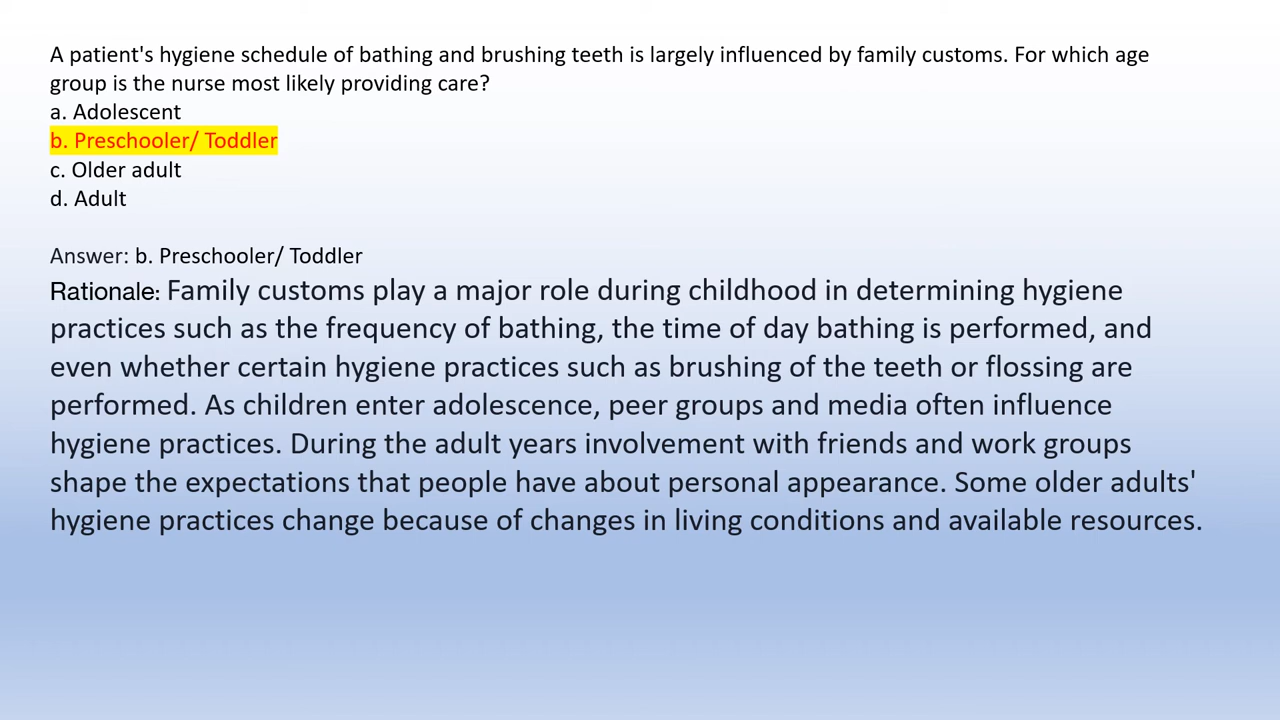 A patient's hygiene schedule of bathing and brushing teeth is largely influenced by family customs. For which age
group is the nurse most likely providing care?
a. Adolescent
b. Preschooler/ Toddler
c. Older adult
d. Adult
Answer: b. Preschooler/ Toddler
Rationale: Family customs play a major role during childhood in determining hygiene
practices such as the frequency of bathing, the time of day bathing is performed, and
even whether certain hygiene practices such as brushing of the teeth or flossing are
performed. As children enter adolescence, peer groups and media often influence
hygiene practices. During the adult years involvement with friends and work groups
shape the expectations that people have about personal appearance. Some older adults'
hygiene practices change because of changes in living conditions and available resources.